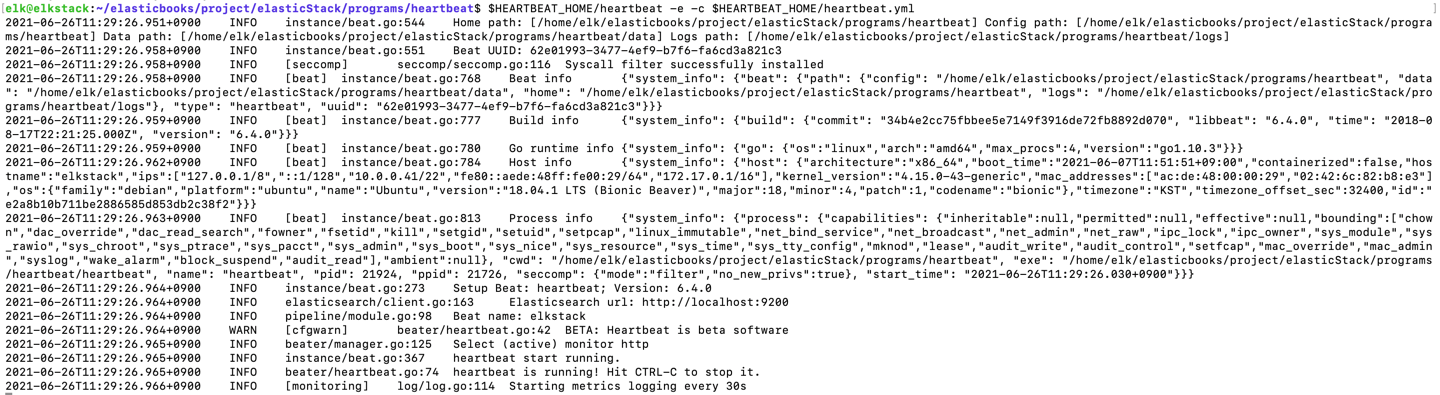 [elk@elkstack:~/elasticbooks/project/elasticStack/programs/heartbeat$ $HEARTBEAT_HOME/heartbeat -e -c $HEARTBEAT_HOME/heartbeat.yml ]
2021-06-26T11:29:26.951+0900 INFO instance/beat.go:544 Home path: [/home/elk/elasticbooks/project/elasticStack/programs/heartbeat] Config path: [/home/elk/elasticbooks/project/elasticStack/progra
ms/heartbeat] Data path: [/home/elk/elasticbooks/project/elasticStack/programs/heartbeat/data] Logs path: [/home/elk/elasticbooks/project/elasticStack/programs/heartbeat/logs]
2021-06-26T11:29:26.958+0900 INFO instance/beat.go:551 Beat UUID: 62e01993-3477-4ef9-b7f6-fa6cd3a821c3
2021-06-26T11:29:26.958+0900 INFO [seccomp] seccomp/seccomp.go:116 Syscall filter successfully installed
2021-06-26T11:29:26.958+0900 INFO [beat] instance/beat.go:768 Beat info {"system_info": {"beat": {"path": {"config": "/home/elk/elasticbooks/project/elasticStack/programs/heartbeat", "data
": "/home/elk/elasticbooks/project/elasticStack/programs/heartbeat/data", "home": "/home/elk/elasticbooks/project/elasticStack/programs/heartbeat", "logs": "/home/elk/elasticbooks/project/elasticStack/pro
grams/heartbeat/logs"}, "type": "heartbeat", "uuid": "62e01993-3477-4ef9-b7f6-fa6cd3a821c3"}}}
2021-06-26T11:29:26.959+0900 INFO [beat] instance/beat.go:777 Build info {"system_info": {"build": {"commit": "34b4e2cc75fbbee5e7149f3916de72fb8892d070", "libbeat": "6.4.0", "time": "2018-0
8-17T22:21:25.000Z", "version": "6.4.0"}}}
2021-06-26T11:29:26.959+0900 INFO [beat] instance/beat.go:780 Go runtime info {"system_info": {"go": {"os":"linux","arch":"amd64","max_procs":4,"version":"go1.10.3"}}}
2021-06-26T11:29:26.962+0900 INFO [beat] instance/beat.go:784 Host info {"system_info": {"host": {"architecture":"x86_64","boot_time":"2021-06-07T11:51:51+09:00","containerized":false,"hos
tname":"elkstack","ips":["127.0.0.1/8","::1/128","10.0.0.41/22","fe80::aede:48ff:fe00:29/64","172.17.0.1/16"],"kernel_version":"4.15.0-43-generic","mac_addresses":["ac:de:48:00:00:29","02:42:6c:82:b8:e3"]
,"os":{"family":"debian","platform":"ubuntu","name":"Ubuntu","version":"18.04.1 LTS (Bionic Beaver)","major":18,"minor":4,"patch":1,"codename":"bionic"},"timezone":"KST","timezone_offset_sec":32400,"id":"
e2a8b10b711be2886585d853db2c38f2"}}}
2021-06-26T11:29:26.963+0900 INFO [beat] instance/beat.go:813 Process info {"system_info": {"process": {"capabilities": {"inheritable":null,"permitted":null,"effective":null,"bounding":["chow
n","dac_override","dac_read_search","fowner","fsetid","kill","setgid","setuid","setpcap","linux_immutable","net_bind_service","net_broadcast","net_admin","net_raw","ipc_lock","ipc_owner","sys_module","sys
_rawio","sys_chroot","sys_ptrace","sys_pacct","sys_admin","sys_boot","sys_nice","sys_resource","sys_time","sys_tty_config","mknod","lease","audit_write","audit_control","setfcap","mac_override","mac_admin
","syslog","wake_alarm","block_suspend","audit_read"],"ambient":null}, "cwd": "/home/elk/elasticbooks/project/elasticStack/programs/heartbeat", "exe": "/home/elk/elasticbooks/project/elasticStack/programs
/heartbeat/heartbeat", "name": "heartbeat", "pid": 21924, "ppid": 21726, "seccomp": {"mode":"filter","no_new_privs":true}, "start_time": "2021-06-26T11:29:26.030+0900"}}}
2021-06-26T11:29:26.964+0900 INFO instance/beat.go:273 Setup Beat: heartbeat; Version: 6.4.0
2021-06-26T11:29:26.964+0900 INFO elasticsearch/client.go:163 Elasticsearch url: http://localhost:9200
2021-06-26T11:29:26.964+0900 INFO pipeline/module.go:98 Beat name: elkstack
2021-06-26T11:29:26.964+0900 WARN [cfgwarn] beater/heartbeat.go:42 BETA: Heartbeat is beta software
2021-06-26T11:29:26.965+0900 INFO beater/manager.go:125 Select (active) monitor http
2021-06-26T11:29:26.965+0900 INFO instance/beat.go:367 heartbeat start running.
2021-06-26T11:29:26.965+0900 INFO beater/heartbeat.go:74 heartbeat is running! Hit CTRL-C to stop it.
2021-06-26T11:29:26.966+0900 INFO [monitoring] log/log.go:114 Starting metrics logging every 30s